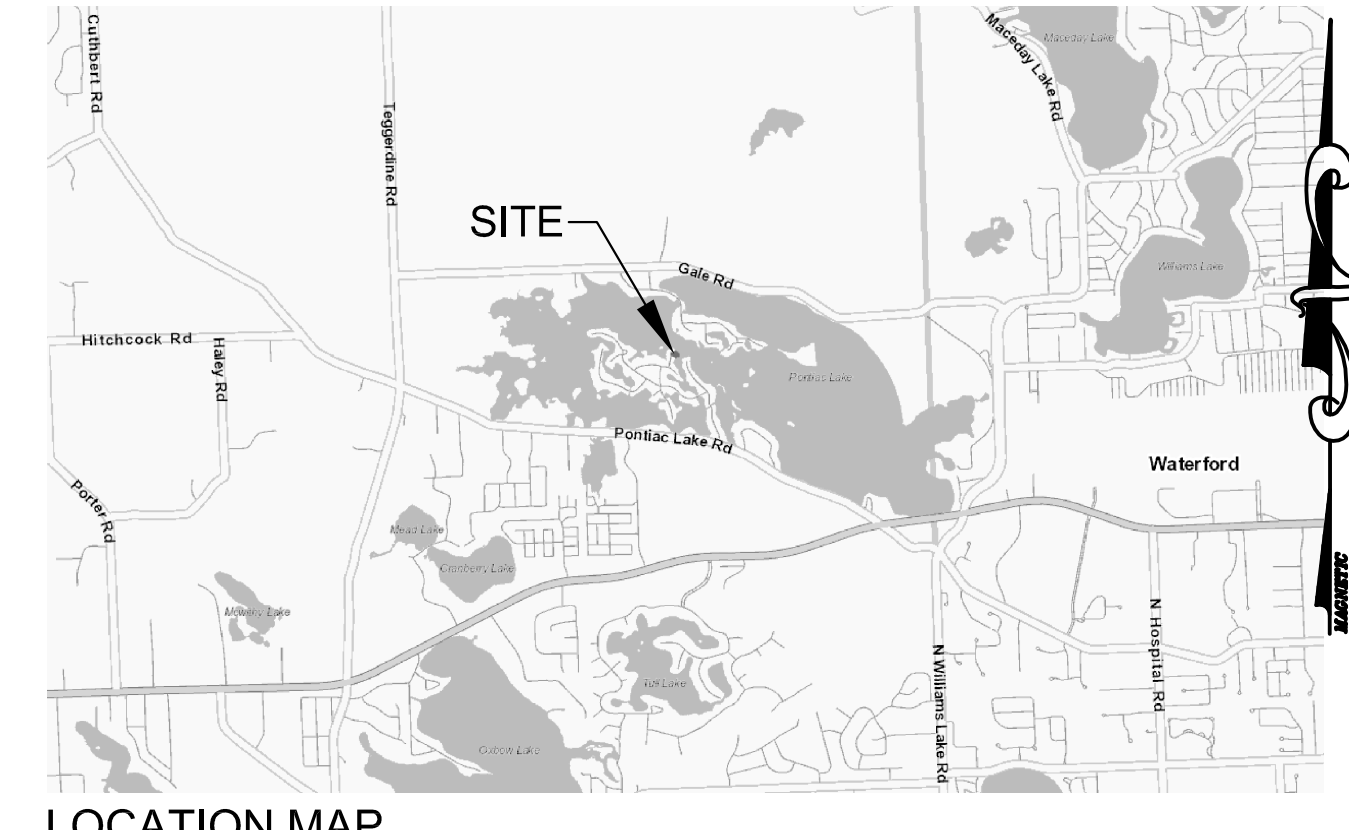 Cuthbert Rd
Teggerdine Rd
Maceday Lake Rd
Maceday Lake
SITE
Gale Rd
Williams Lake
Hitchcock Rd
Haley Rd
Pontiac Lake
Pontiac Lake Rd
Waterford
Porter Rd
Mead Lake
Cranberry Lake
Mowery Lake
Tull Lake
N Williams Lake Rd
N Hospital Rd
Oxbow Lake
MAGNETIC
LOCATION MAP